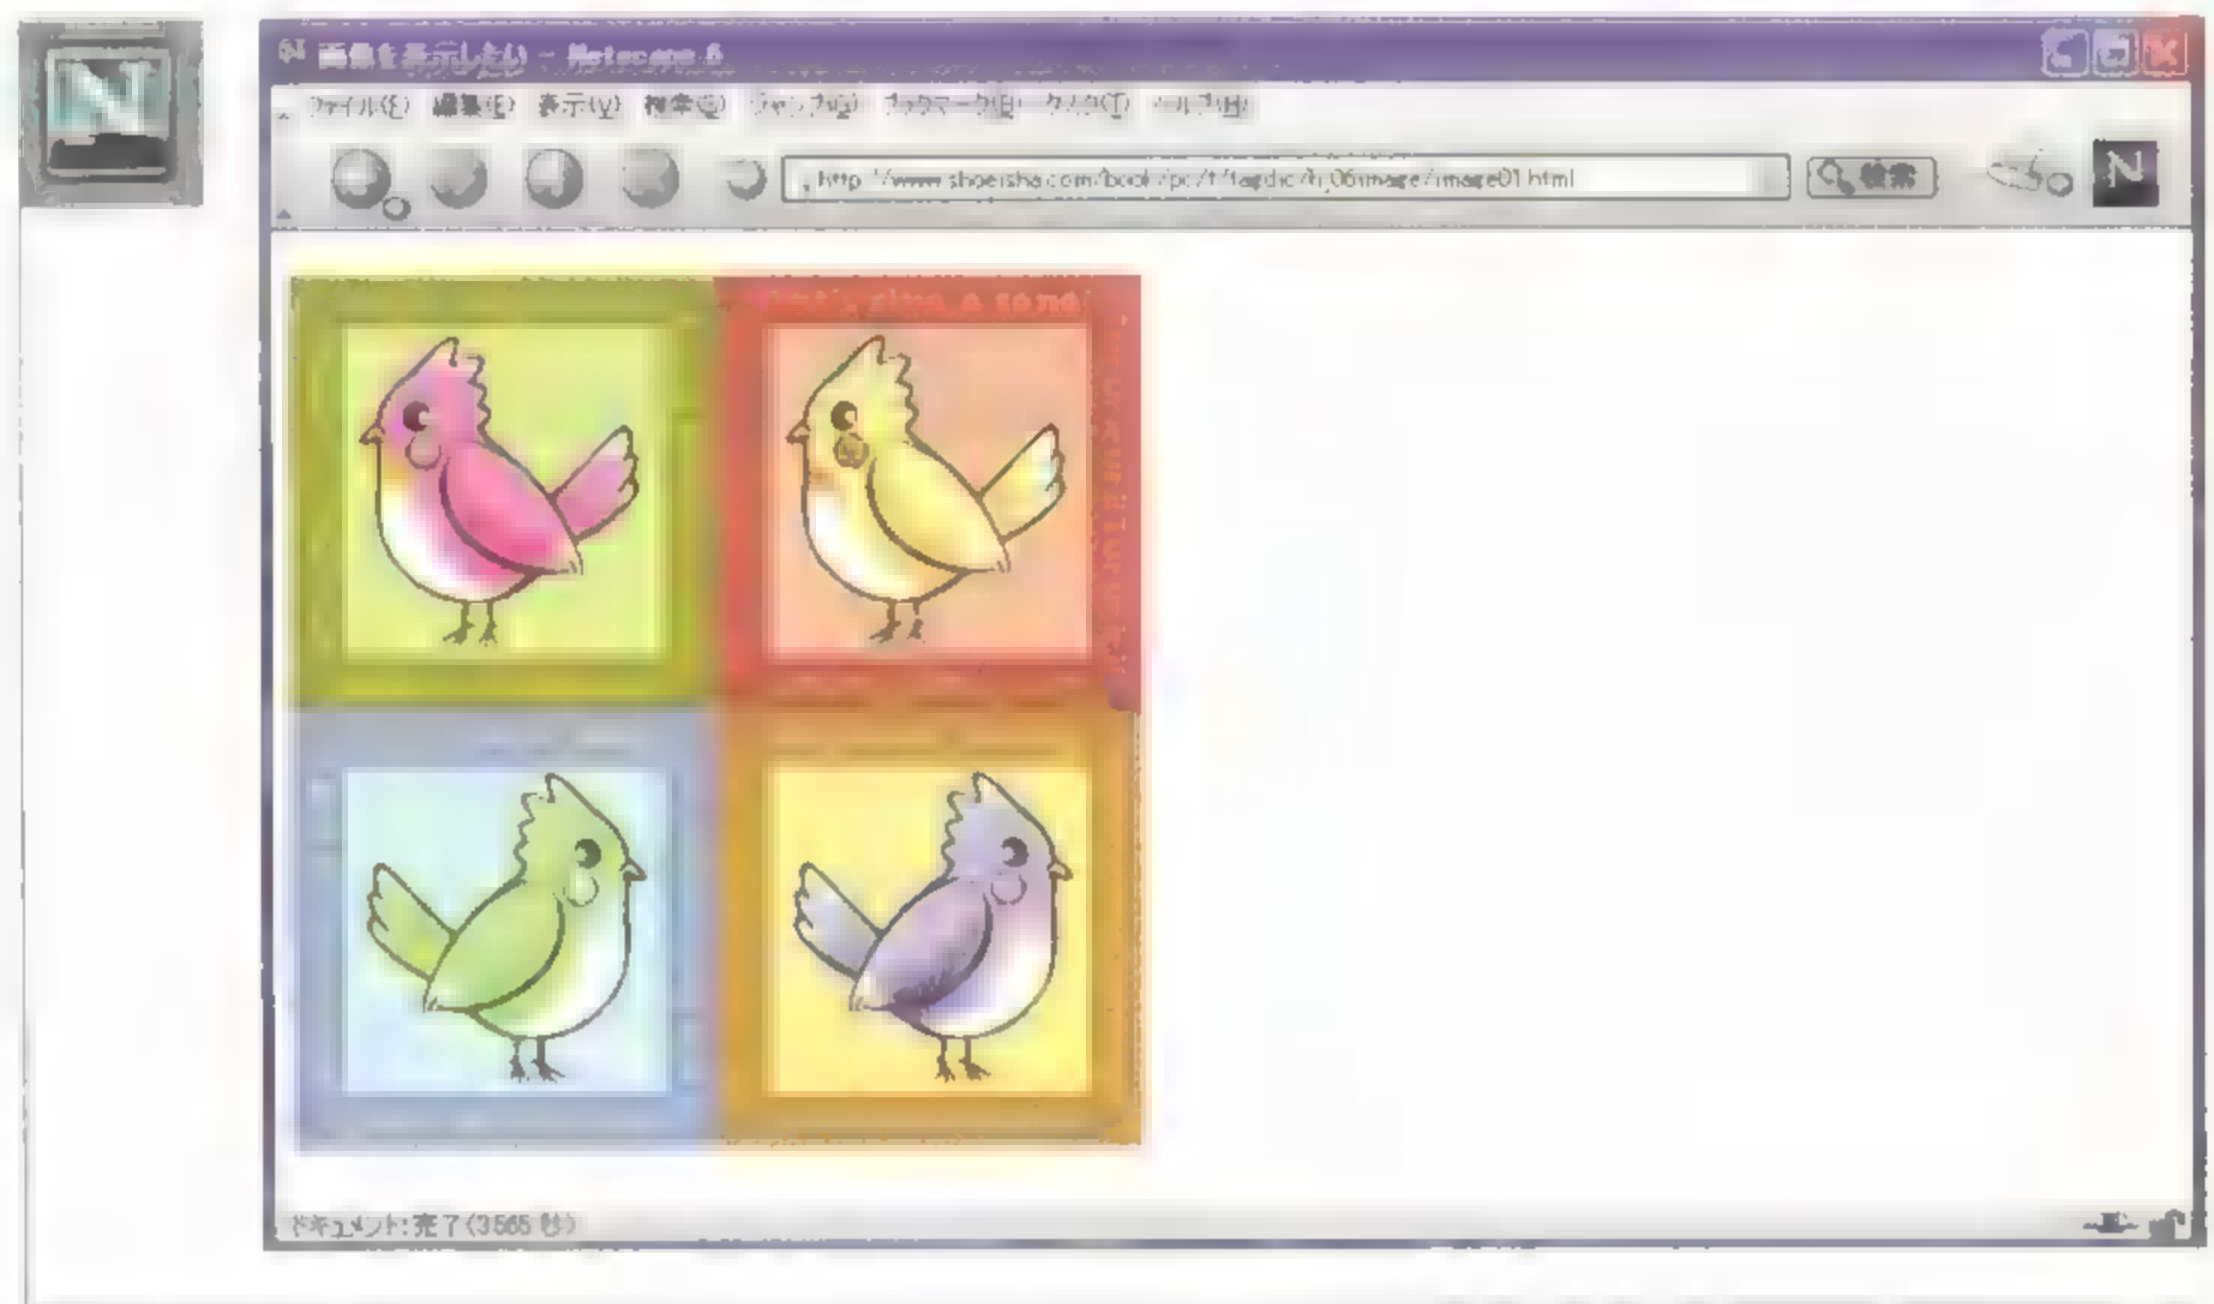 画像を表示したい - Netscape 6
ファイル(F) 編集(E) 表示(V) 検索(S) ジャンプ(G) ブックマーク(B) タスク(T) ヘルプ(H)
http://www.shoeisha.com/book/pc/f/tagdic/hj06image/image01.html
検索
N
Let's sing a song!
ドキュメント: 完了 (3.565 秒)